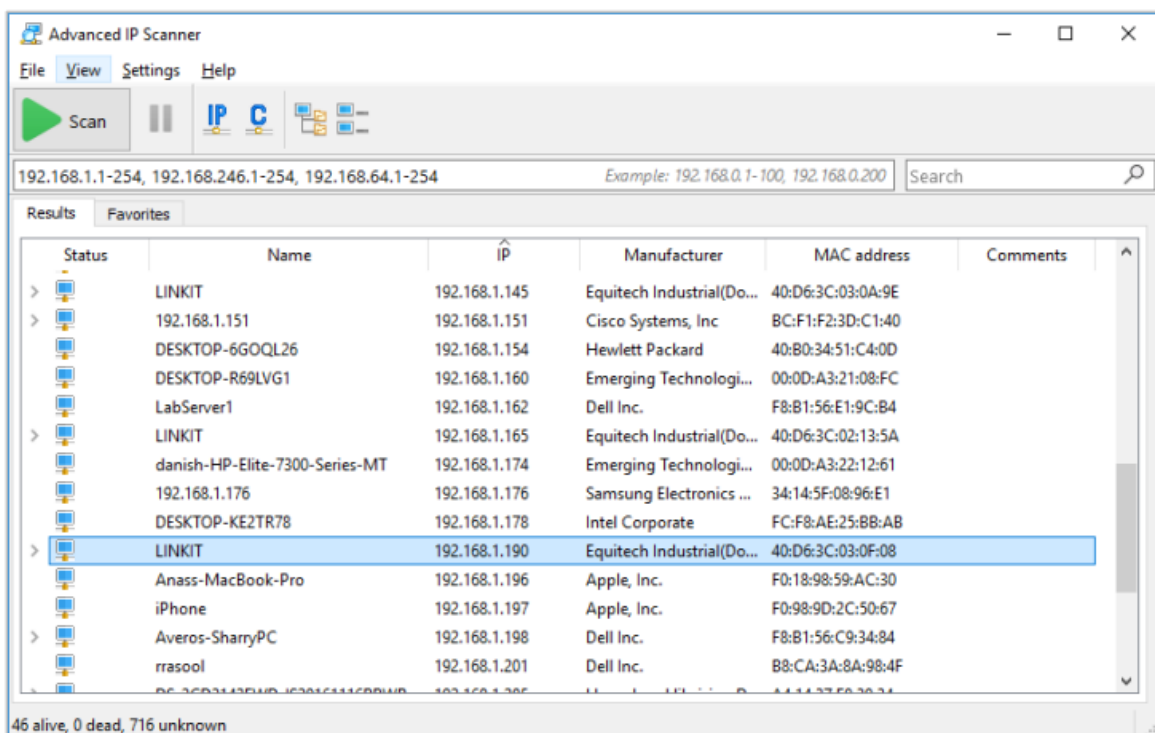 Advanced IP Scanner
File View Settings Help
Scan IP C
192.168.1.1-254, 192.168.246.1-254, 192.168.64.1-254 Example: 192.168.0.1-100, 192.168.0.200 Search
Results Favorites
Status Name IP Manufacturer MAC address Comments
LINKIT 192.168.1.145 Equitech Industrial(Do... 40:D6:3C:03:0A:9E
192.168.1.151 192.168.1.151 Cisco Systems, Inc BC:F1:F2:3D:C1:40
DESKTOP-6GOQL26 192.168.1.154 Hewlett Packard 40:B0:34:51:C4:0D
DESKTOP-R69LVG1 192.168.1.160 Emerging Technologi... 00:0D:A3:21:08:FC
LabServer1 192.168.1.162 Dell Inc. F8:B1:56:E1:9C:B4
LINKIT 192.168.1.165 Equitech Industrial(Do... 40:D6:3C:02:13:5A
danish-HP-Elite-7300-Series-MT 192.168.1.174 Emerging Technologi... 00:0D:A3:22:12:61
192.168.1.176 192.168.1.176 Samsung Electronics ... 34:14:5F:08:96:E1
DESKTOP-KE2TR78 192.168.1.178 Intel Corporate FC:F8:AE:25:BB:AB
LINKIT 192.168.1.190 Equitech Industrial(Do... 40:D6:3C:03:0F:08
Anass-MacBook-Pro 192.168.1.196 Apple, Inc. F0:18:98:59:AC:30
iPhone 192.168.1.197 Apple, Inc. F0:98:9D:2C:50:67
Averos-SharryPC 192.168.1.198 Dell Inc. F8:B1:56:C9:34:84
rrasool 192.168.1.201 Dell Inc. B8:CA:3A:8A:98:4F
46 alive, 0 dead, 716 unknown